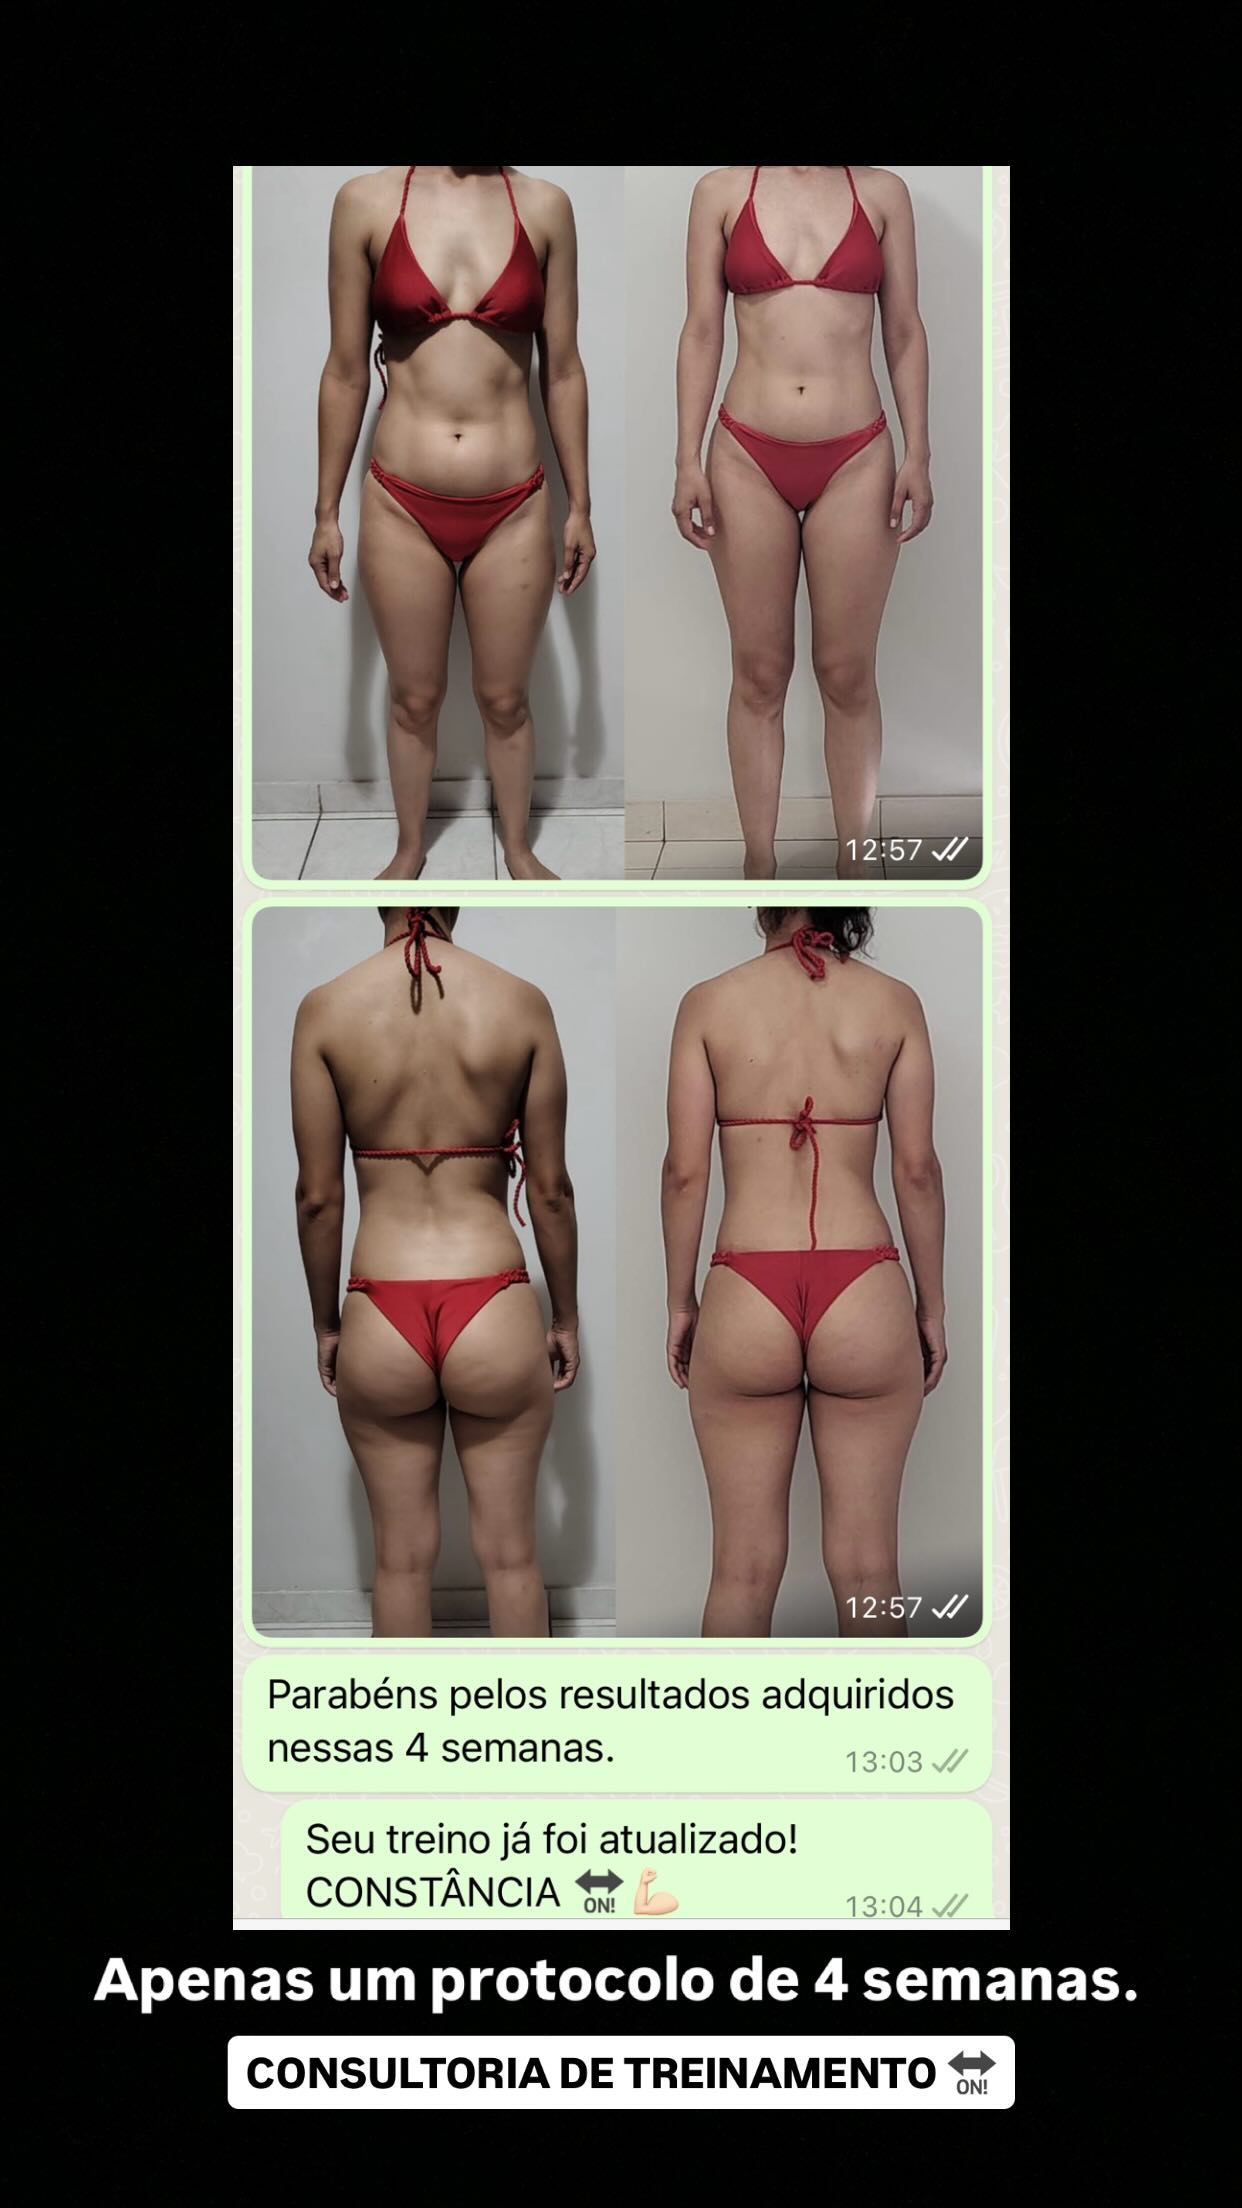 12:57
12:57
Parabéns pelos resultados adquiridos
nessas 4 semanas.
13:03
Seu treino já foi atualizado!
CONSTÂNCIA 🔛💪🏻
13:04
Apenas um protocolo de 4 semanas.
CONSULTORIA DE TREINAMENTO 🔛